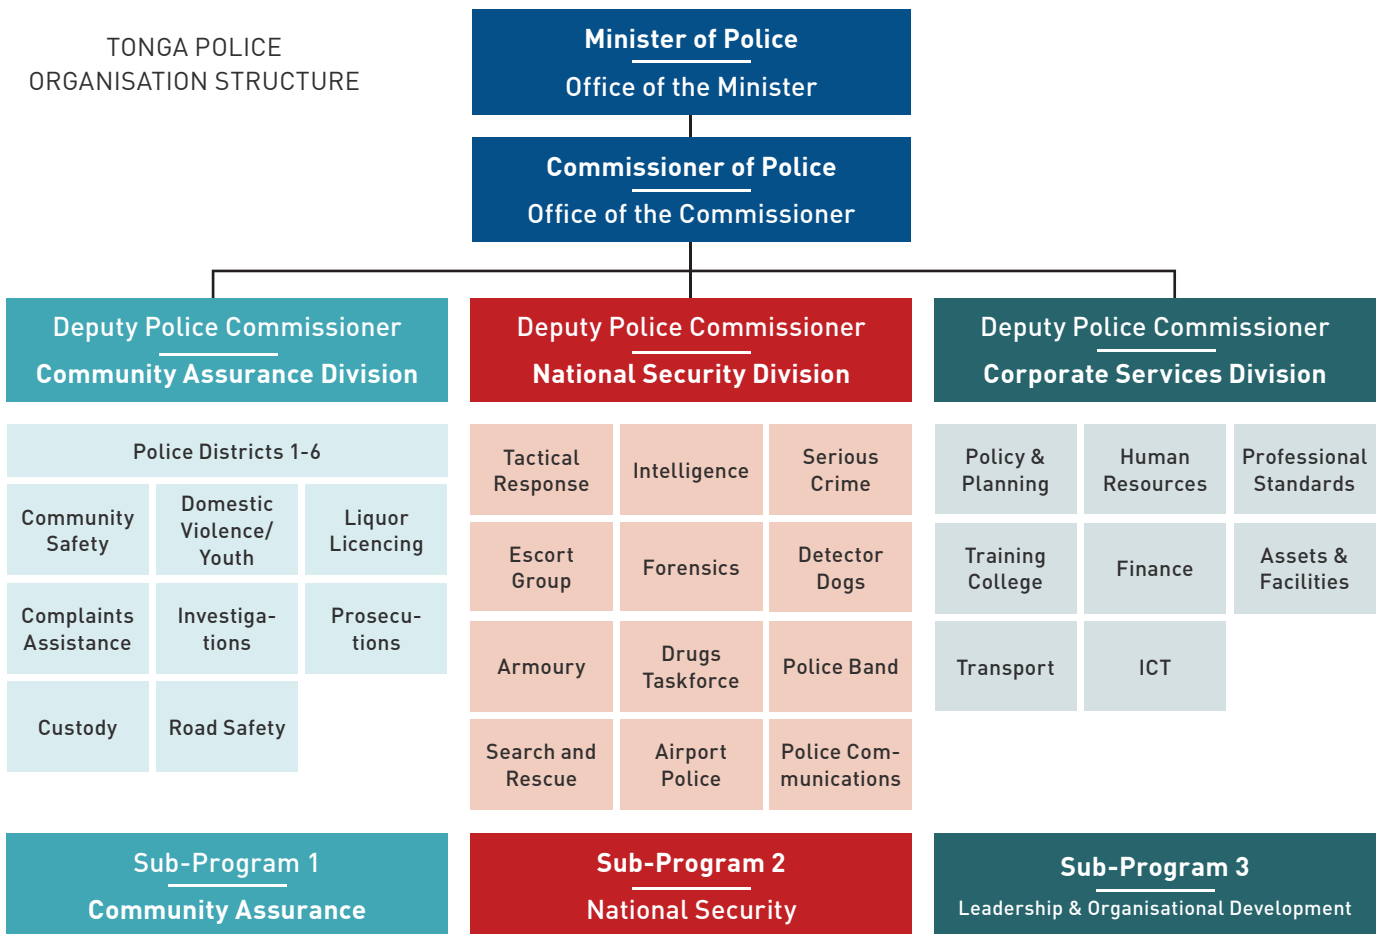 TONGA POLICE
ORGANISATION STRUCTURE
Minister of Police
Office of the Minister
Commissioner of Police
Office of the Commissioner
Deputy Police Commissioner
Community Assurance Division
Police Districts 1-6
Community
Safety
Domestic
Violence/
Youth
Liquor
Licencing
Complaints
Assistance
Investiga-
tions
Prosecu-
tions
Custody
Road Safety
Sub-Program 1
Community Assurance
Deputy Police Commissioner
National Security Division
Tactical
Response
Intelligence
Serious
Crime
Escort
Group
Forensics
Detector
Dogs
Armoury
Drugs
Taskforce
Police Band
Search and
Rescue
Airport
Police
Police Com-
munications
Sub-Program 2
National Security
Deputy Police Commissioner
Corporate Services Division
Policy &
Planning
Human
Resources
Professional
Standards
Training
College
Finance
Assets &
Facilities
Transport
ICT
Sub-Program 3
Leadership & Organisational Development